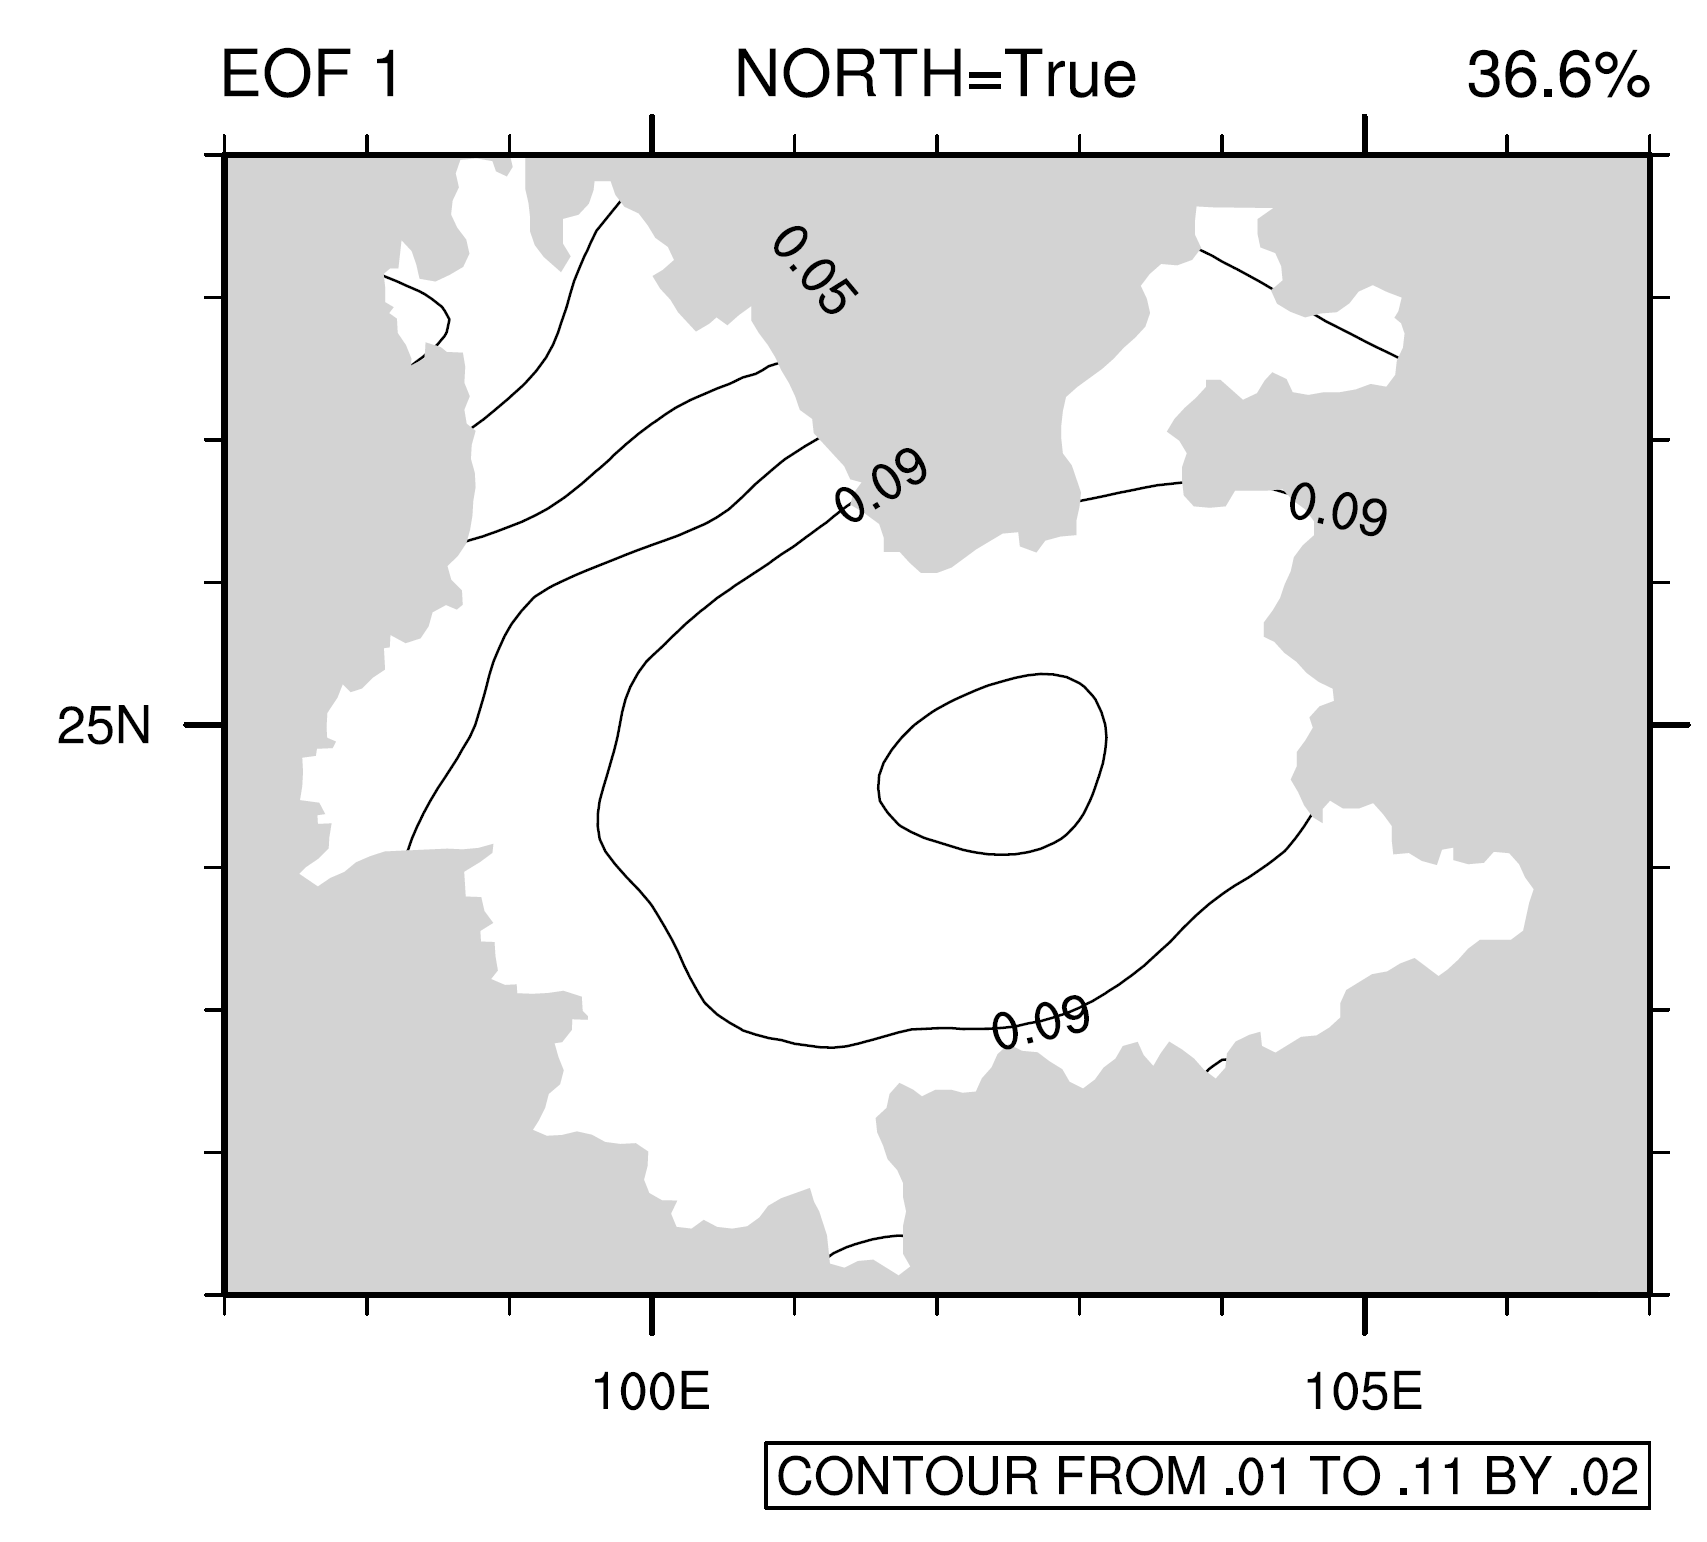 EOF 1 NORTH=True 36.6%
0.05
0.09
0.09
25N
0.09
100E 105E
CONTOUR FROM .01 TO .11 BY .02